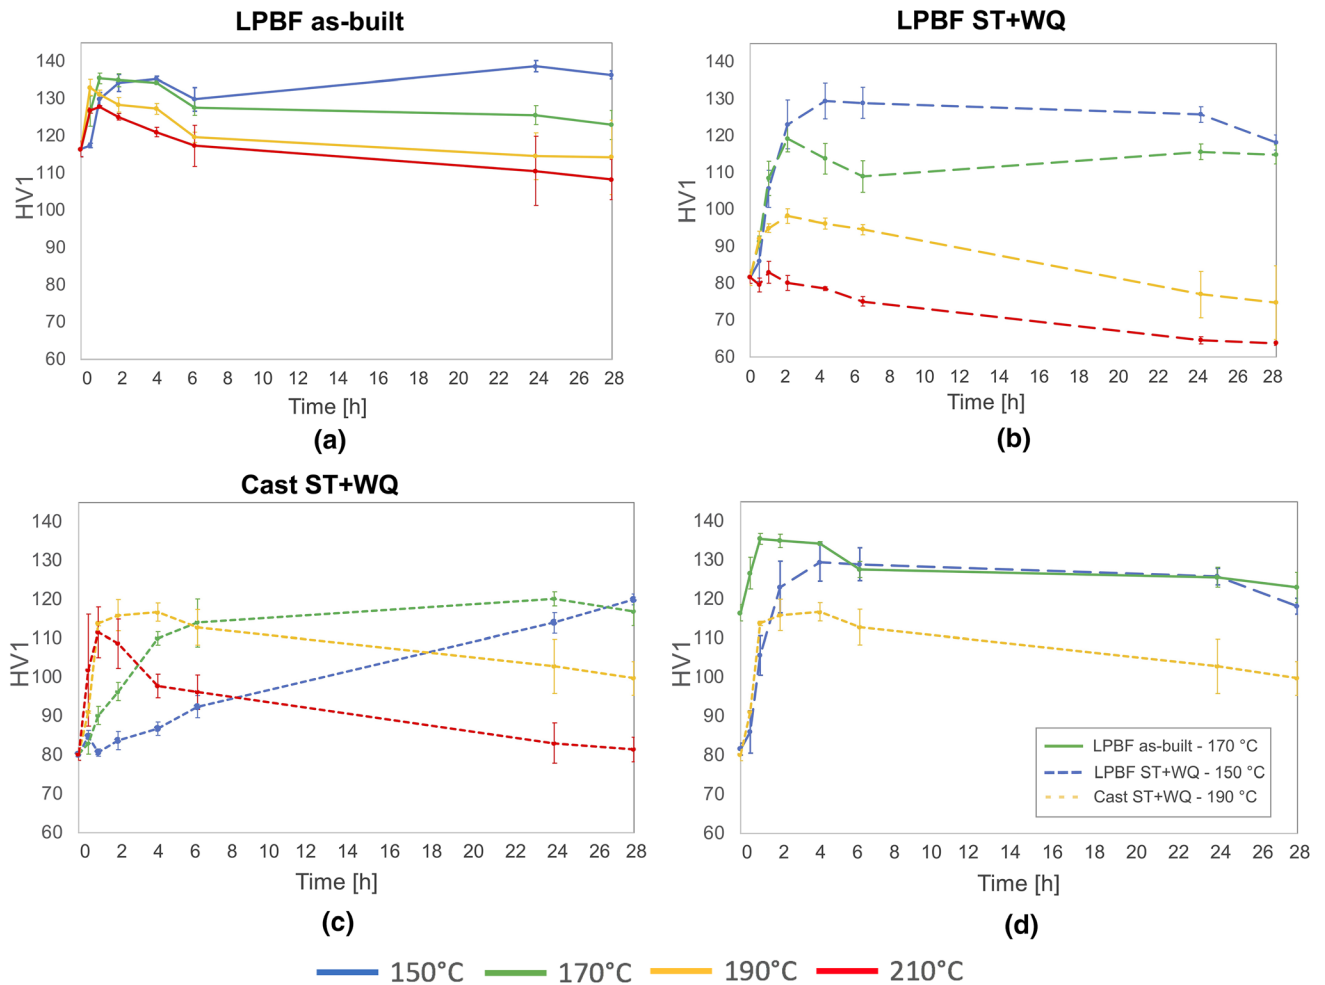 LPBF as-built
140
130
120
110
100
90
80
70
60
HV1
0 2 4 6 8 10 12 14 16 18 20 22 24 26 28
Time [h]
(a)
LPBF ST+WQ
140
130
120
110
100
90
80
70
60
HV1
0 2 4 6 8 10 12 14 16 18 20 22 24 26 28
Time [h]
(b)
Cast ST+WQ
140
130
120
110
100
90
80
70
60
HV1
0 2 4 6 8 10 12 14 16 18 20 22 24 26 28
Time [h]
(c)
140
130
120
110
100
90
80
70
60
HV1
LPBF as-built - 170 °C
LPBF ST+WQ - 150 °C
Cast ST+WQ - 190 °C
0 2 4 6 8 10 12 14 16 18 20 22 24 26 28
Time [h]
(d)
150°C 170°C 190°C 210°C